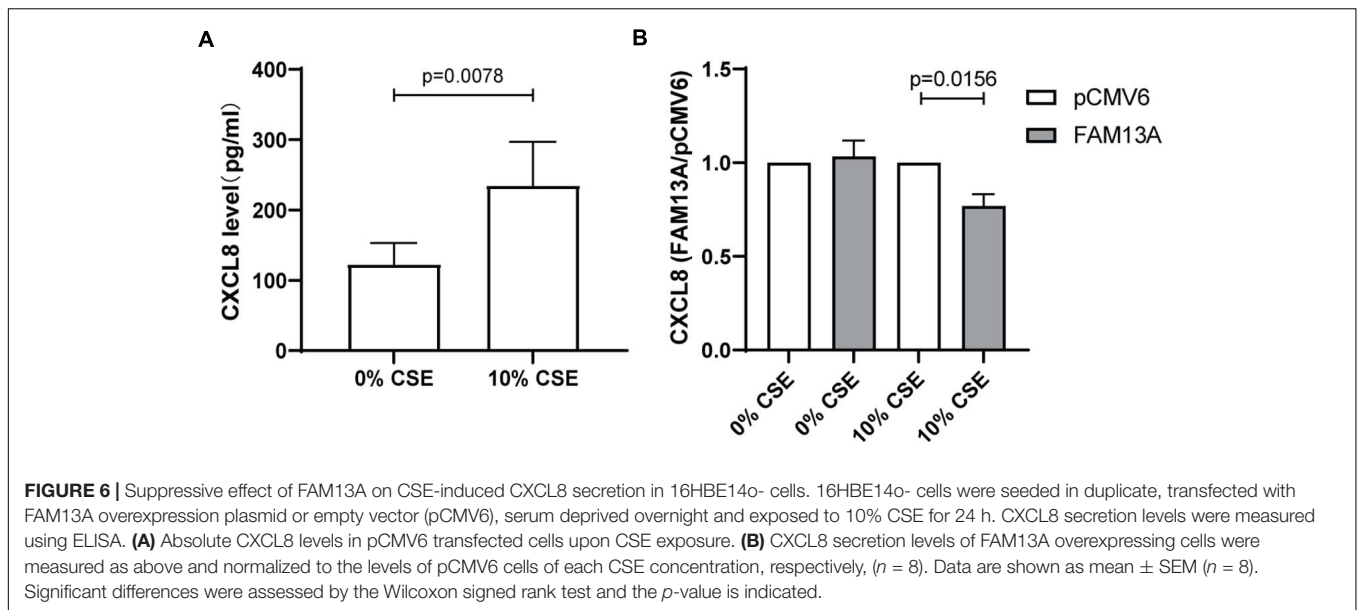 A
CXCL8 level(pg/ml)
400
300
200
100
0
p=0.0078
0% CSE
10% CSE
B
CXCL8 (FAM13A/pCMV6)
1.5
1.0
0.5
0.0
p=0.0156
0% CSE
0% CSE
10% CSE
10% CSE
pCMV6
FAM13A
FIGURE 6 | Suppressive effect of FAM13A on CSE-induced CXCL8 secretion in 16HBE14o- cells. 16HBE14o- cells were seeded in duplicate, transfected with
FAM13A overexpression plasmid or empty vector (pCMV6), serum deprived overnight and exposed to 10% CSE for 24 h. CXCL8 secretion levels were measured
using ELISA. (A) Absolute CXCL8 levels in pCMV6 transfected cells upon CSE exposure. (B) CXCL8 secretion levels of FAM13A overexpressing cells were
measured as above and normalized to the levels of pCMV6 cells of each CSE concentration, respectively, (n = 8). Data are shown as mean ± SEM (n = 8).
Significant differences were assessed by the Wilcoxon signed rank test and the p-value is indicated.